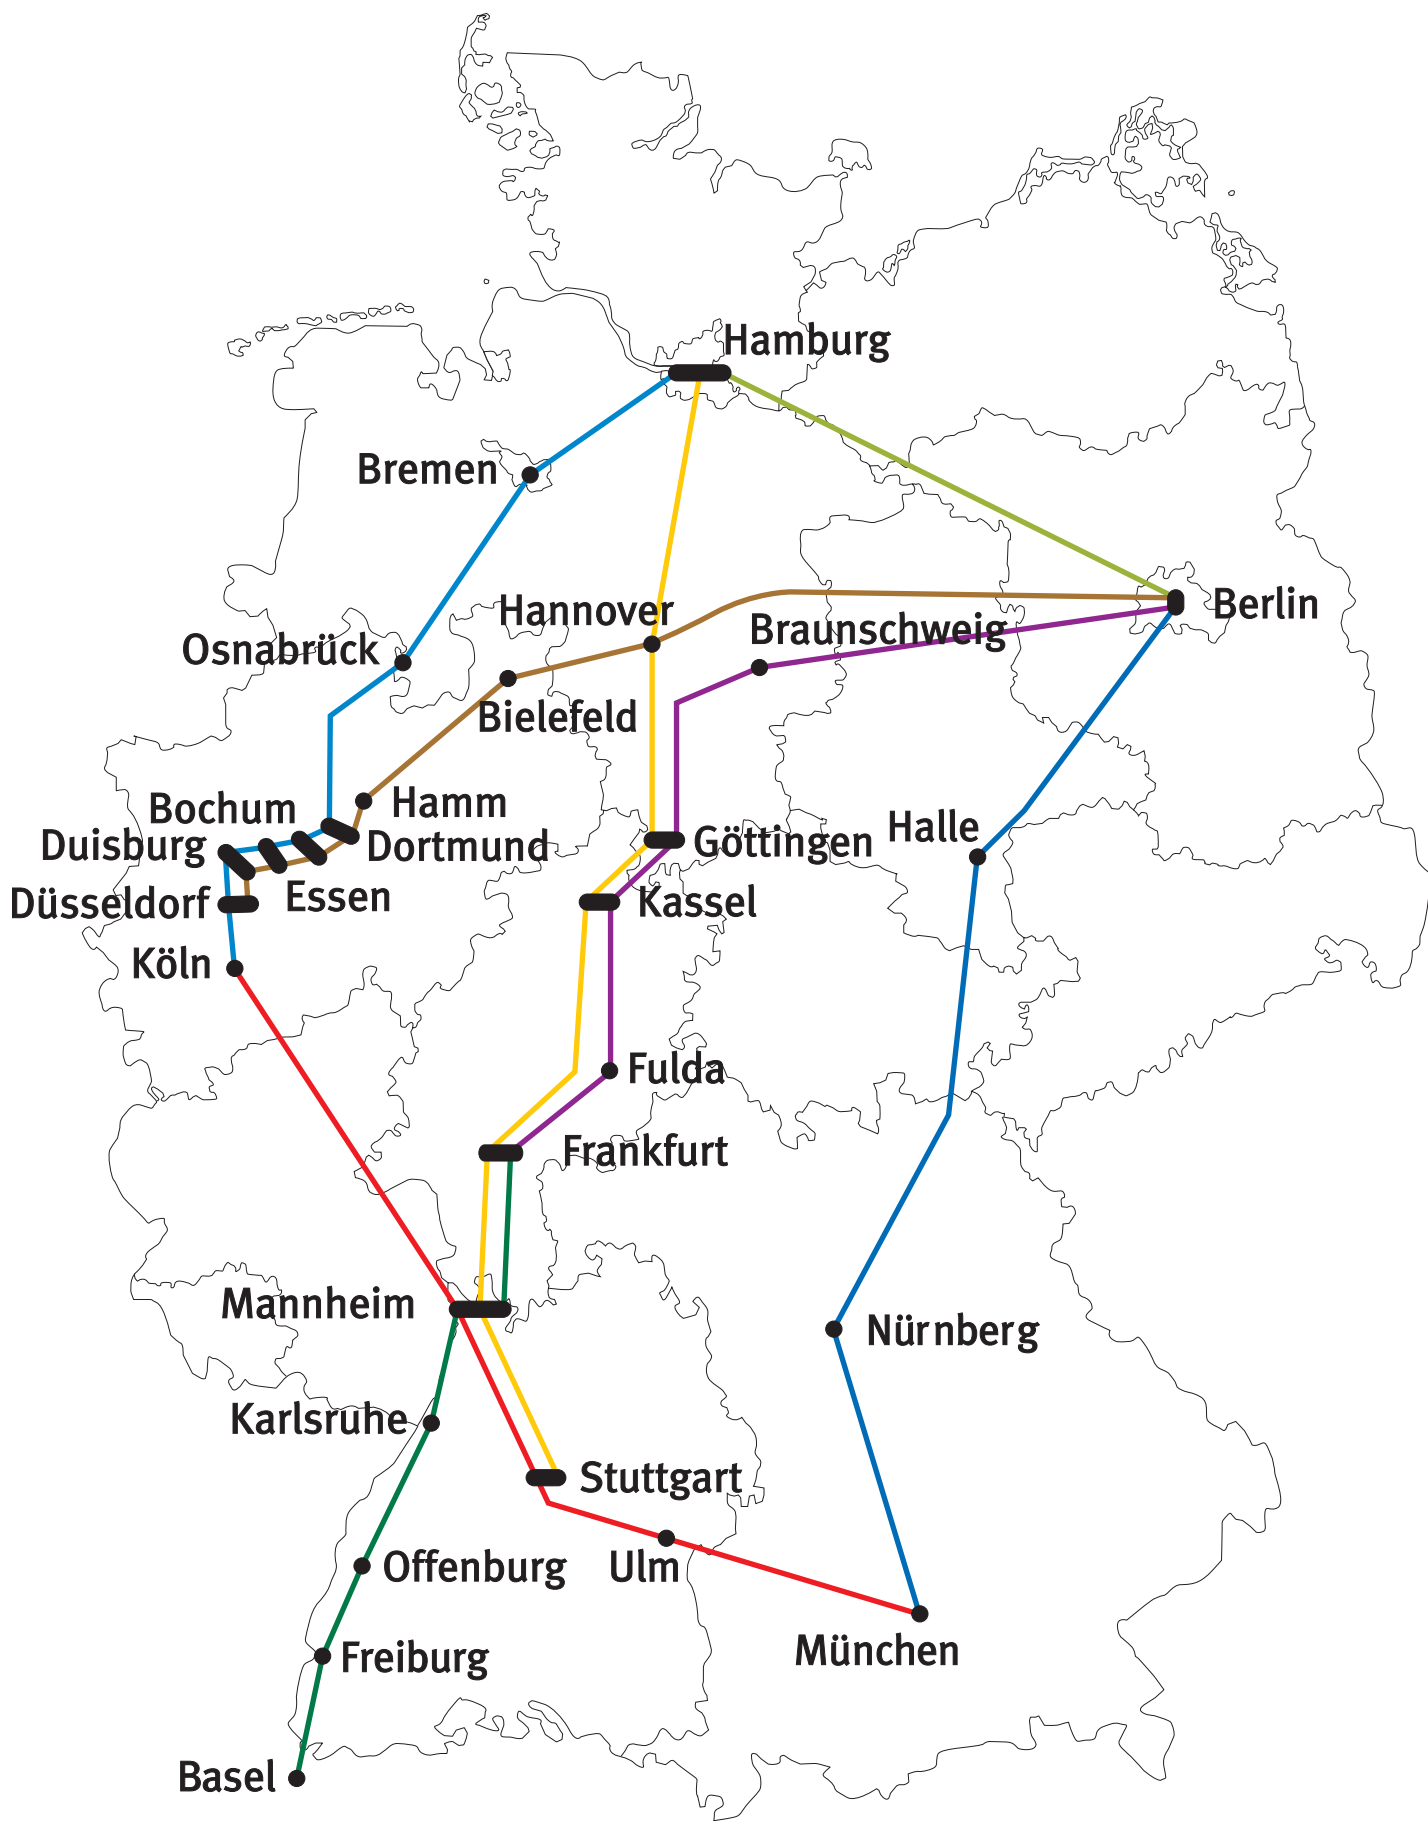 Hamburg
Bremen
Hannover
Berlin
Braunschweig
Osnabrück
Bielefeld
Bochum
Hamm
Halle
Duisburg
Dortmund
Göttingen
Düsseldorf
Essen
Kassel
Köln
Fulda
Frankfurt
Mannheim
Nürnberg
Karlsruhe
Stuttgart
Offenburg
Ulm
München
Freiburg
Basel